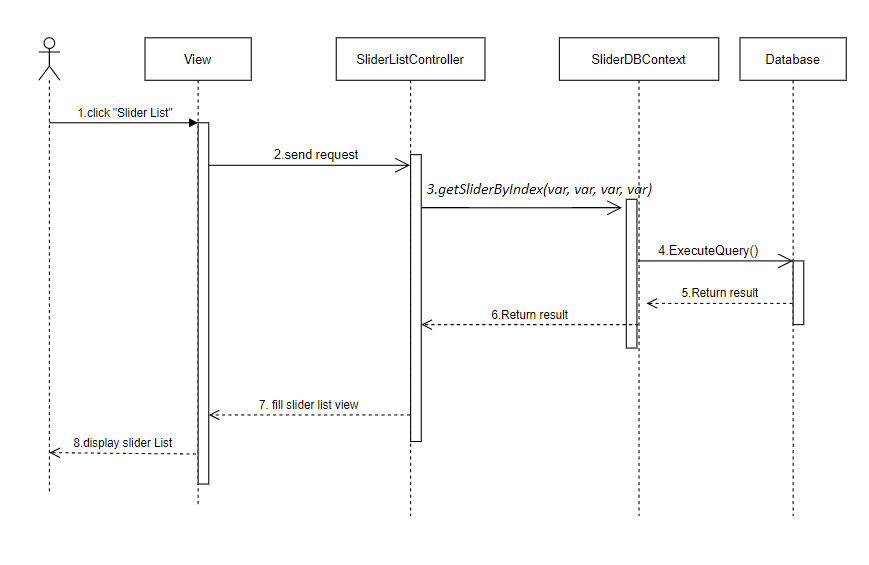 View
SliderListController
SliderDBContext
Database
1.click "Slider List"
2.send request
3.getSliderByIndex(var, var, var, var)
4.ExecuteQuery()
5.Return result
6.Return result
7. fill slider list view
8.display slider List